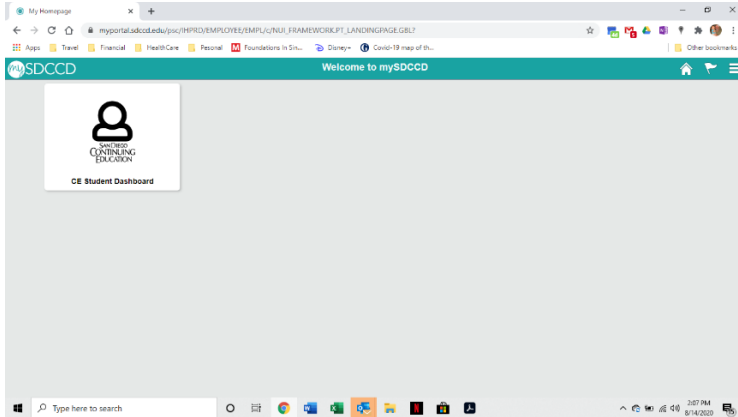 My Homepage
myportal.sdccd.edu/psc/IHPRD/EMPLOYEE/EMPL/c/NUI_FRAMEWORK.PT_LANDINGPAGE.GBL?
Apps Travel Financial HealthCare Pesonal M Foundations In Sin... Disney+ Covid-19 map of th... Other bookmarks
mySDCCD Welcome to mySDCCD
SAN DIEGO
CONTINUING
EDUCATION
CE Student Dashboard
Type here to search
2:07 PM
8/14/2020